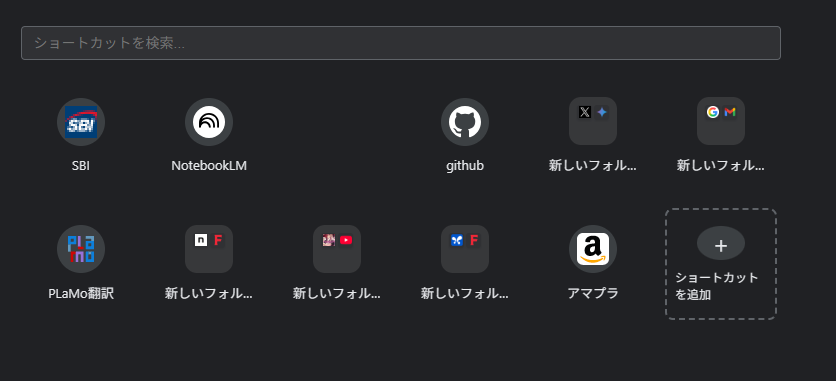 ショートカットを検索...
SBI
SBI
NotebookLM
github
新しいフォル...
新しいフォル...
PLaMo
PLaMo翻訳
新しいフォル...
新しいフォル...
新しいフォル...
アマプラ
ショートカット
を追加